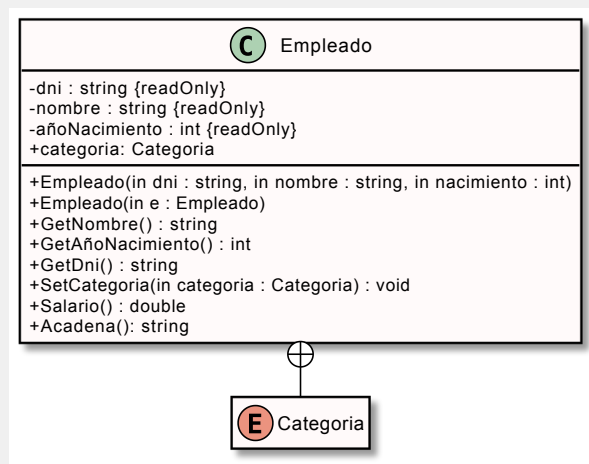 C Empleado
-dni : string {readOnly}
-nombre : string {readOnly}
-añoNacimiento : int {readOnly}
+categoria: Categoria
+Empleado(in dni : string, in nombre : string, in nacimiento : int)
+Empleado(in e : Empleado)
+GetNombre() : string
+GetAñoNacimiento() : int
+GetDni() : string
+SetCategoria(in categoria : Categoria) : void
+Salario() : double
+Acadena(): string
E Categoria